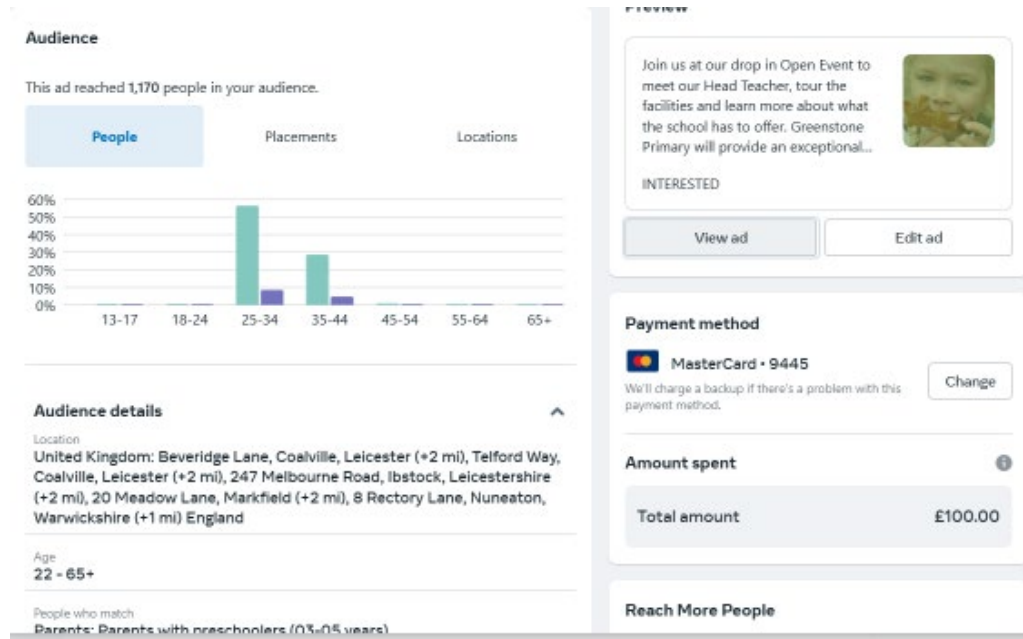 Audience
This ad reached 1,170 people in your audience.
People
Placements
Locations
60%
50%
40%
30%
20%
10%
0%
13-17 18-24 25-34 35-44 45-54 55-64 65+
Audience details
Location
United Kingdom: Beveridge Lane, Coalville, Leicester (+2 mi), Telford Way,
Coalville, Leicester (+2 mi), 247 Melbourne Road, Ibstock, Leicestershire
(+2 mi), 20 Meadow Lane, Markfield (+2 mi), 8 Rectory Lane, Nuneaton,
Warwickshire (+1 mi) England
Age
22 - 65+
People who match
Parents: Parents with preschoolers (03-05 years)
Preview
Join us at our drop in Open Event to
meet our Head Teacher, tour the
facilities and learn more about what
the school has to offer. Greenstone
Primary will provide an exceptional...
INTERESTED
View ad
Edit ad
Payment method
MasterCard • 9445
We'll charge a backup if there's a problem with this
payment method.
Change
Amount spent
Total amount £100.00
Reach More People